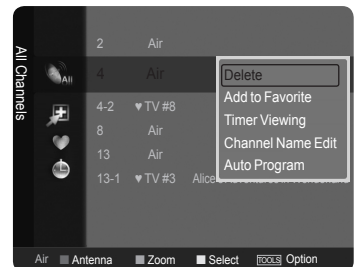 All Channels
All
2 Air
4 Air
4-2 ♥ TV #8
8 Air
13 Air
13-1 ♥ TV #3
Delete
Add to Favorite
Timer Viewing
Channel Name Edit
Auto Program
Air Antenna Zoom Select TOOLS Option